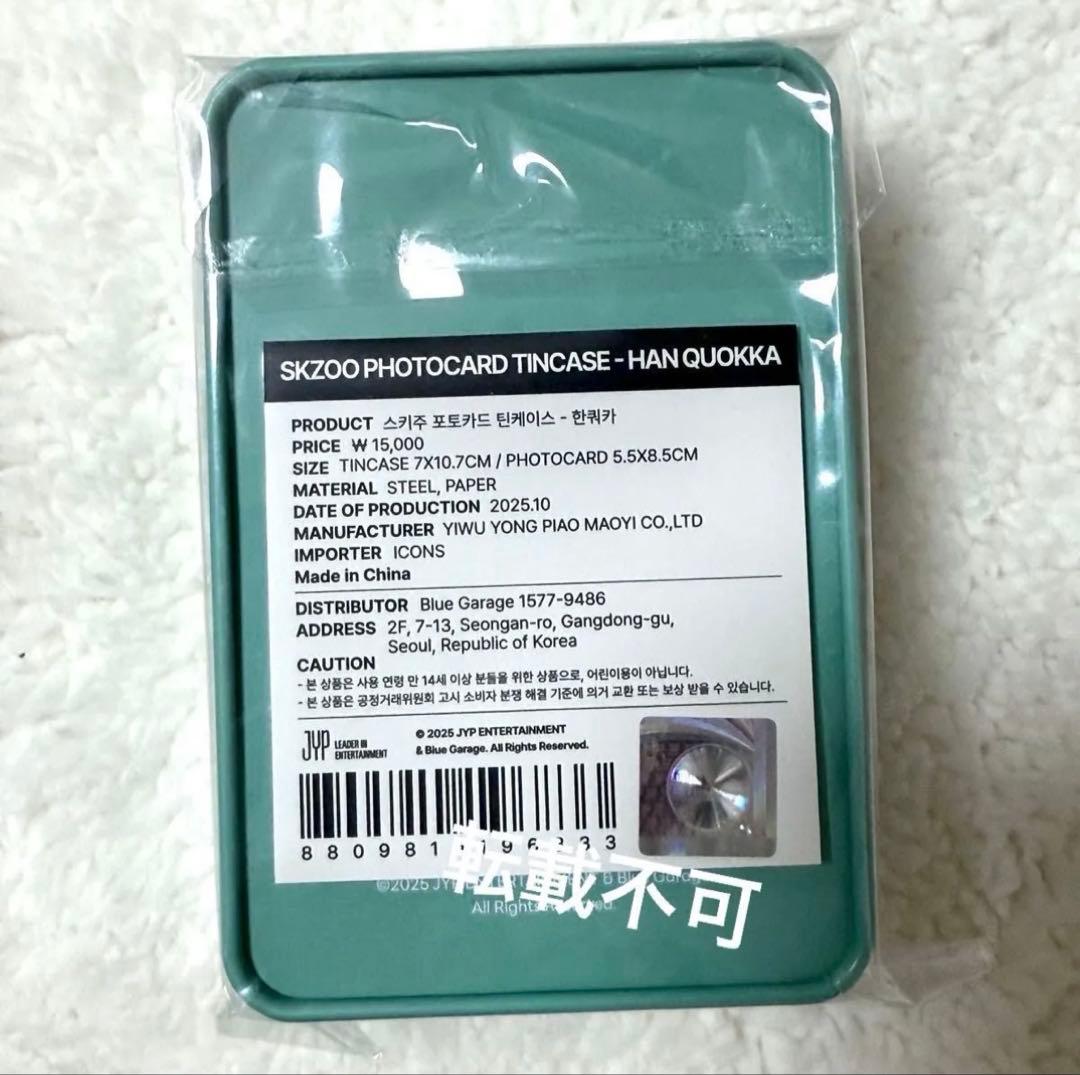 SKZOO PHOTOCARD TINCASE - HAN QUOKKA
PRODUCT 스키주 포토카드 틴케이스 - 한쿼카
PRICE ₩ 15,000
SIZE TINCASE 7X10.7CM / PHOTOCARD 5.5X8.5CM
MATERIAL STEEL, PAPER
DATE OF PRODUCTION 2025.10
MANUFACTURER YIWU YONG PIAO MAOYI CO.,LTD
IMPORTER ICONS
Made in China
DISTRIBUTOR Blue Garage 1577-9486
ADDRESS 2F, 7-13, Seongan-ro, Gangdong-gu,
Seoul, Republic of Korea
CAUTION
- 본 상품은 사용 연령 만 14세 이상 분들을 위한 상품으로, 어린이용이 아닙니다.
- 본 상품은 공정거래위원회 고시 소비자 분쟁 해결 기준에 의거 교환 또는 보상 받을 수 있습니다.
JYP LEADER IN
ENTERTAINMENT
© 2025 JYP ENTERTAINMENT
& Blue Garage. All Rights Reserved.
880981
転載不可
©2025 JYP
All Rights